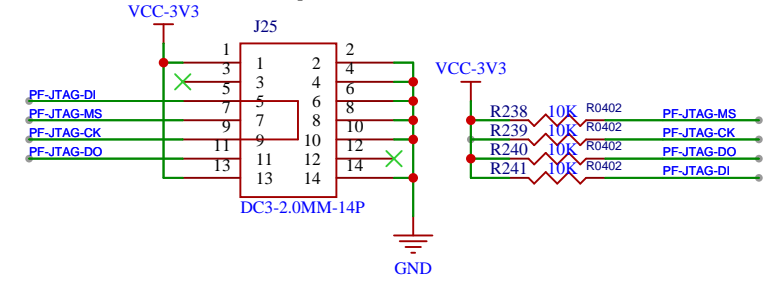 VCC-3V3
J25
1 1 2 2
3 3 4 4
PF-JTAG-DI 5 5 6 6
PF-JTAG-MS 7 7 8 8
PF-JTAG-CK 9 9 10 10
PF-JTAG-DO 11 11 12 12
13 13 14 14
DC3-2.0MM-14P
GND
VCC-3V3
R238 10K R0402 PF-JTAG-MS
R239 10K R0402 PF-JTAG-CK
R240 10K R0402 PF-JTAG-DO
R241 10K R0402 PF-JTAG-DI